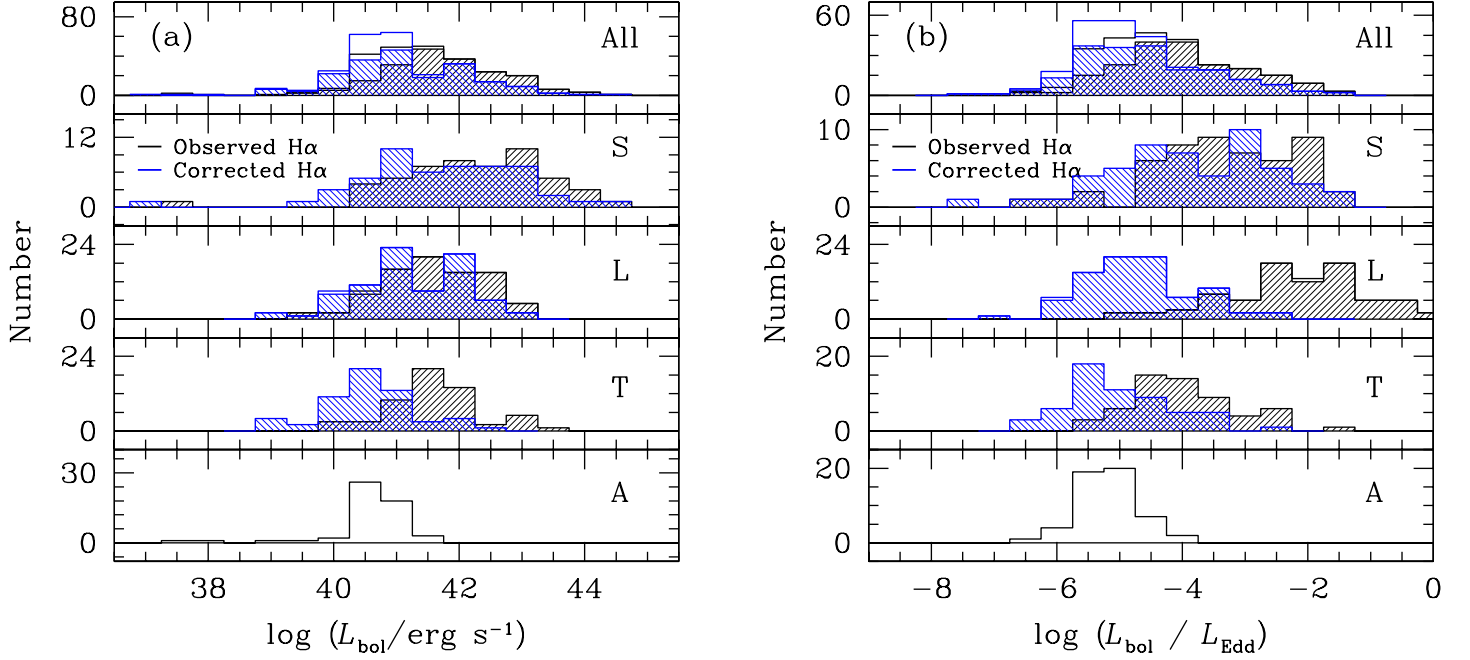 (a)
All
80
0
Observed Hα
Corrected Hα
S
12
0
L
24
0
T
24
0
A
30
0
Number
38 40 42 44
log (L_bol/erg s⁻¹)
(b)
All
60
0
Observed Hα
Corrected Hα
S
10
0
L
24
0
T
20
0
A
20
0
Number
−8 −6 −4 −2 0
log (L_bol / L_Edd)